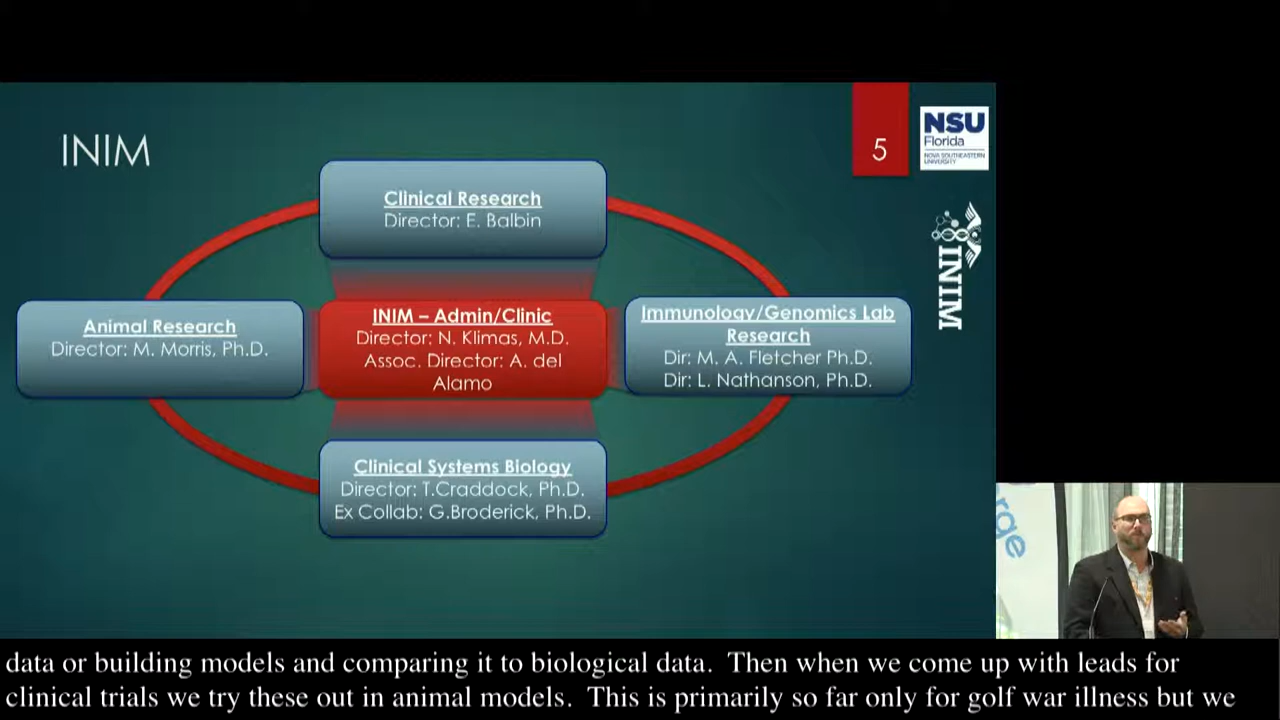 INIM
5
NSU
Florida
NOVA SOUTHEASTERN
UNIVERSITY
Clinical Research
Director: E. Balbin
Animal Research
Director: M. Morris, Ph.D.
INIM – Admin/Clinic
Director: N. Klimas, M.D.
Assoc. Director: A. del
Alamo
Immunology/Genomics Lab
Research
Dir: M. A. Fletcher Ph.D.
Dir: L. Nathanson, Ph.D.
INIM
Clinical Systems Biology
Director: T.Craddock, Ph.D.
Ex Collab: G.Broderick, Ph.D.
data or building models and comparing it to biological data.  Then when we come up with leads for
clinical trials we try these out in animal models.  This is primarily so far only for golf war illness but we